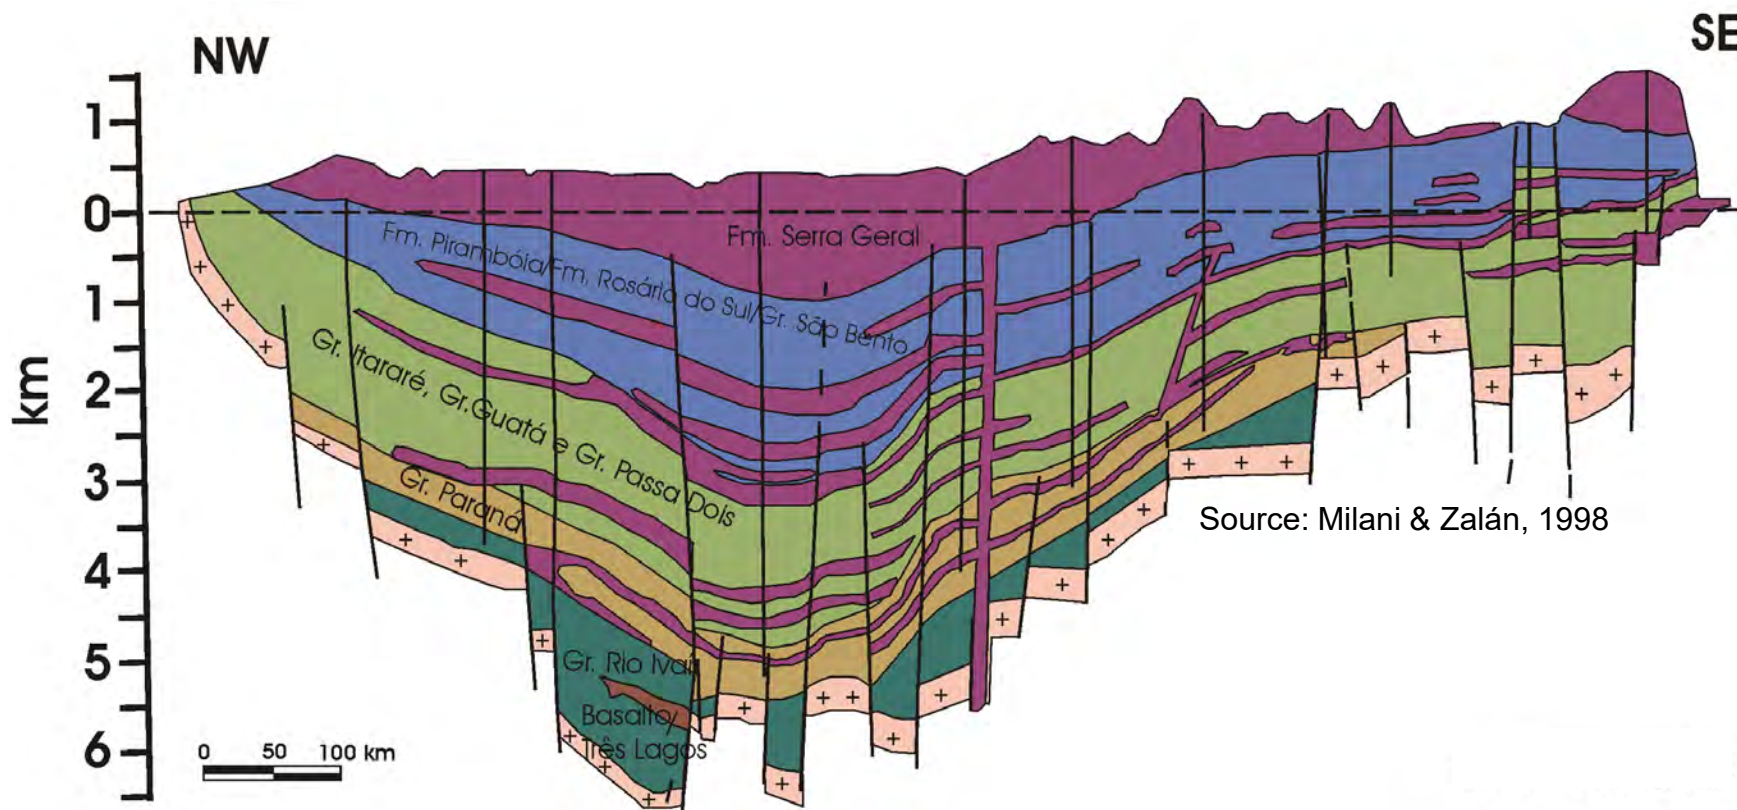 NW
SE
km
1
0
1
2
3
4
5
6
Fm. Serra Geral
Fm. Pirambóia/Fm, Rosário do Sul/Gr. São Bento
Gr. Itararé, Gr.Guatá e Gr. Passa Dois
Gr. Paraná
Gr. Rio Ivaí
Basalto
Três Lagos
Source: Milani & Zalán, 1998
0 50 100 km